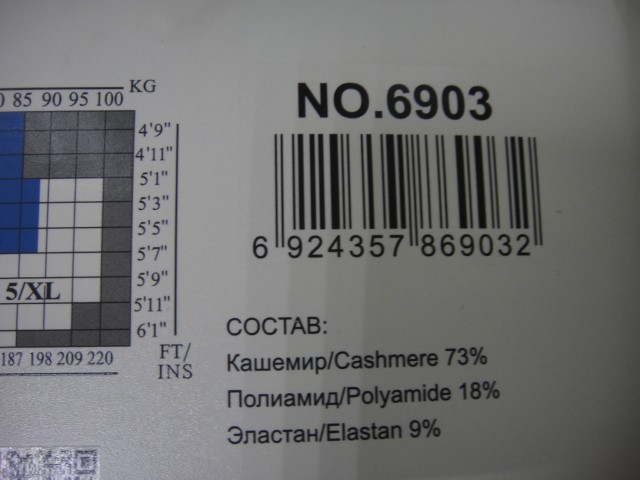 KG
85 90 95 100
4'9"
4'11"
5'1"
5'3"
5'5"
5'7"
5'9"
5'11"
6'1"
5/XL
187 198 209 220
FT/
INS
NO.6903
6 924357 869032
СОСТАВ:
Кашемир/Cashmere 73%
Полиамид/Polyamide 18%
Эластан/Elastan 9%